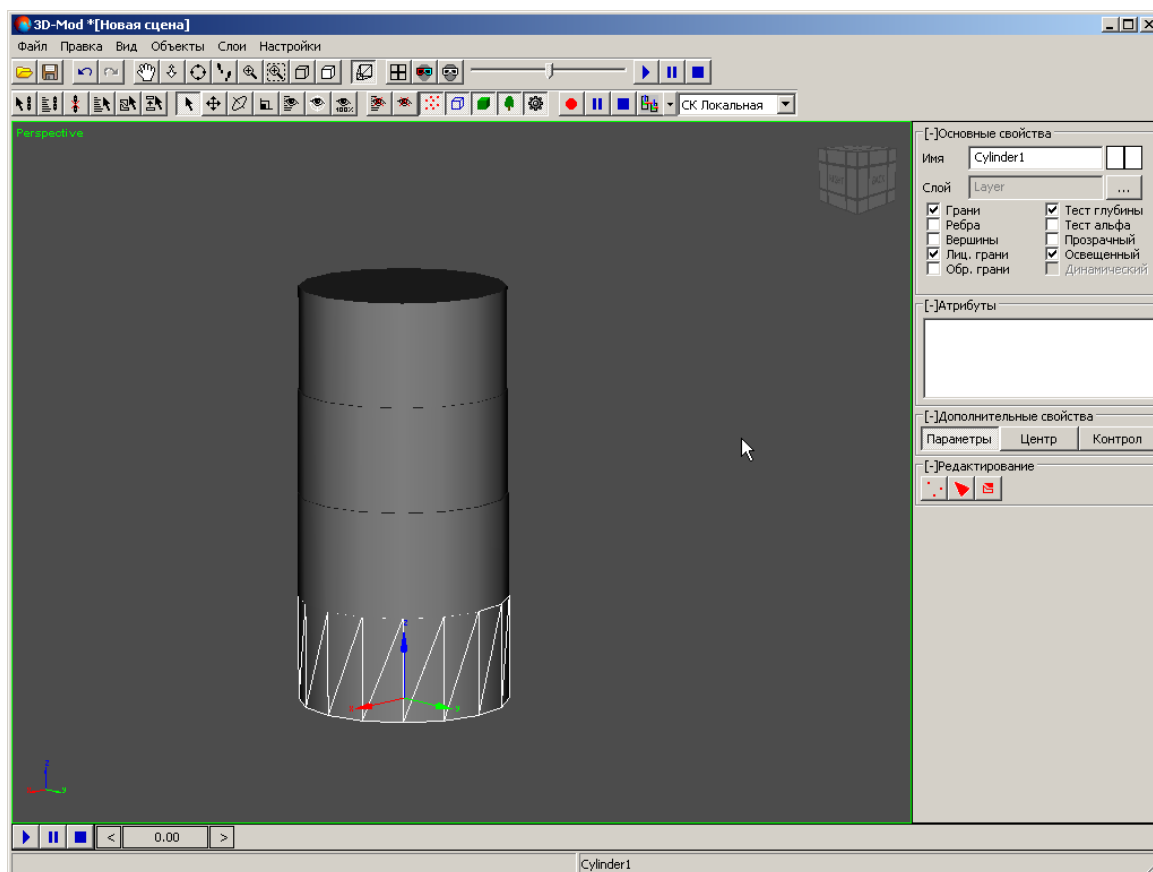 3D-Mod *[Новая сцена]
Файл Правка Вид Объекты Слои Настройки
100%
СК Локальная
Perspective
BACK
[-]Основные свойства
Имя Cylinder1
Слой Layer ...
Грани Тест глубины
Ребра Тест альфа
Вершины Прозрачный
Лиц. грани Освещенный
Обр. грани Динамический
[-]Атрибуты
[-]Дополнительные свойства
Параметры Центр Контрол
[-]Редактирование
z
x y
z
x y
< 0.00 >
Cylinder1